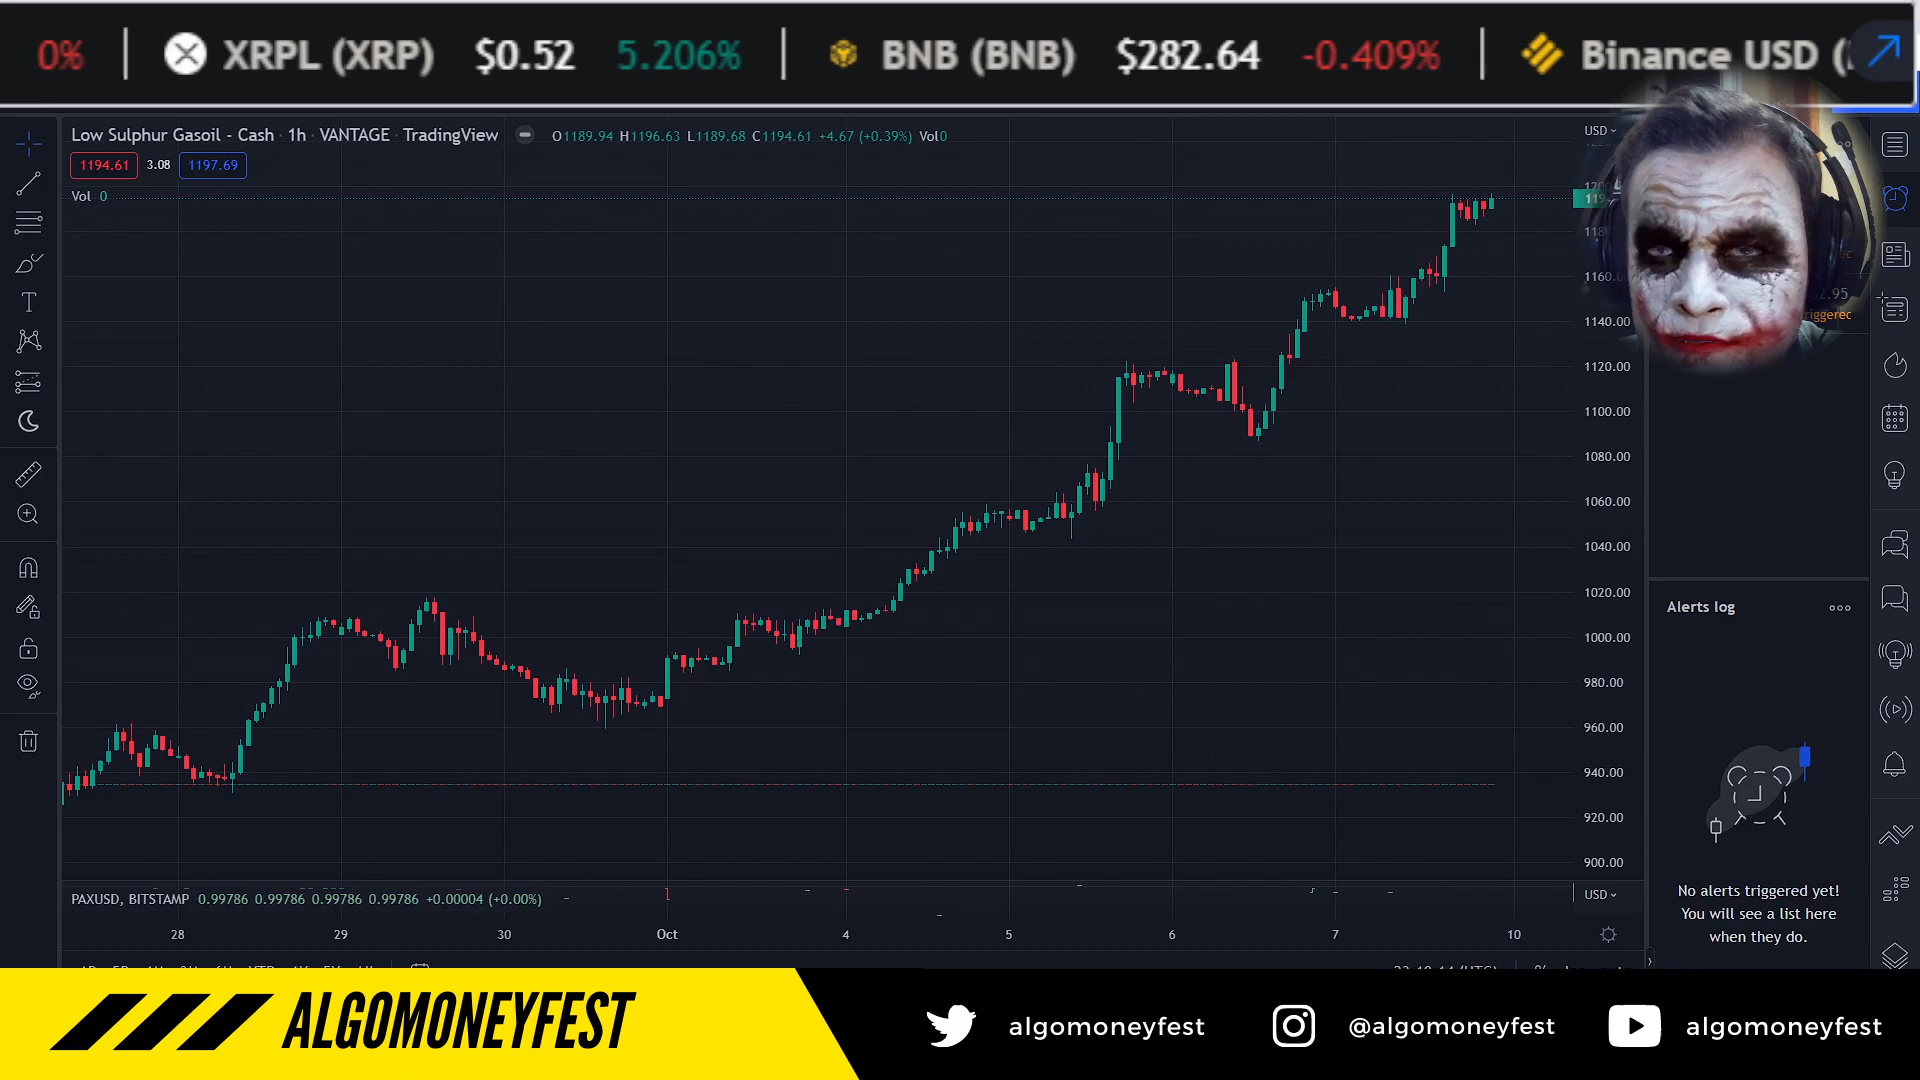 0% XRPL (XRP) $0.52 5.206% BNB (BNB) $282.64 -0.409% Binance USD (
Low Sulphur Gasoil - Cash · 1h · VANTAGE · TradingView O1189.94 H1196.63 L1189.68 C1194.61 +4.67 (+0.39%) Vol0
USD
1194.61 3.08 1197.69
Vol 0
1160.0
1140.00
1120.00
1100.00
1080.00
1060.00
1040.00
1020.00
1000.00
980.00
960.00
940.00
920.00
900.00
Alerts log
No alerts triggered yet!
You will see a list here
when they do.
PAXUSD, BITSTAMP 0.99786 0.99786 0.99786 0.99786 +0.00004 (+0.00%)
USD
28 29 30 Oct 4 5 6 7 10
ALGOMONEYFEST
algomoneyfest @algomoneyfest algomoneyfest